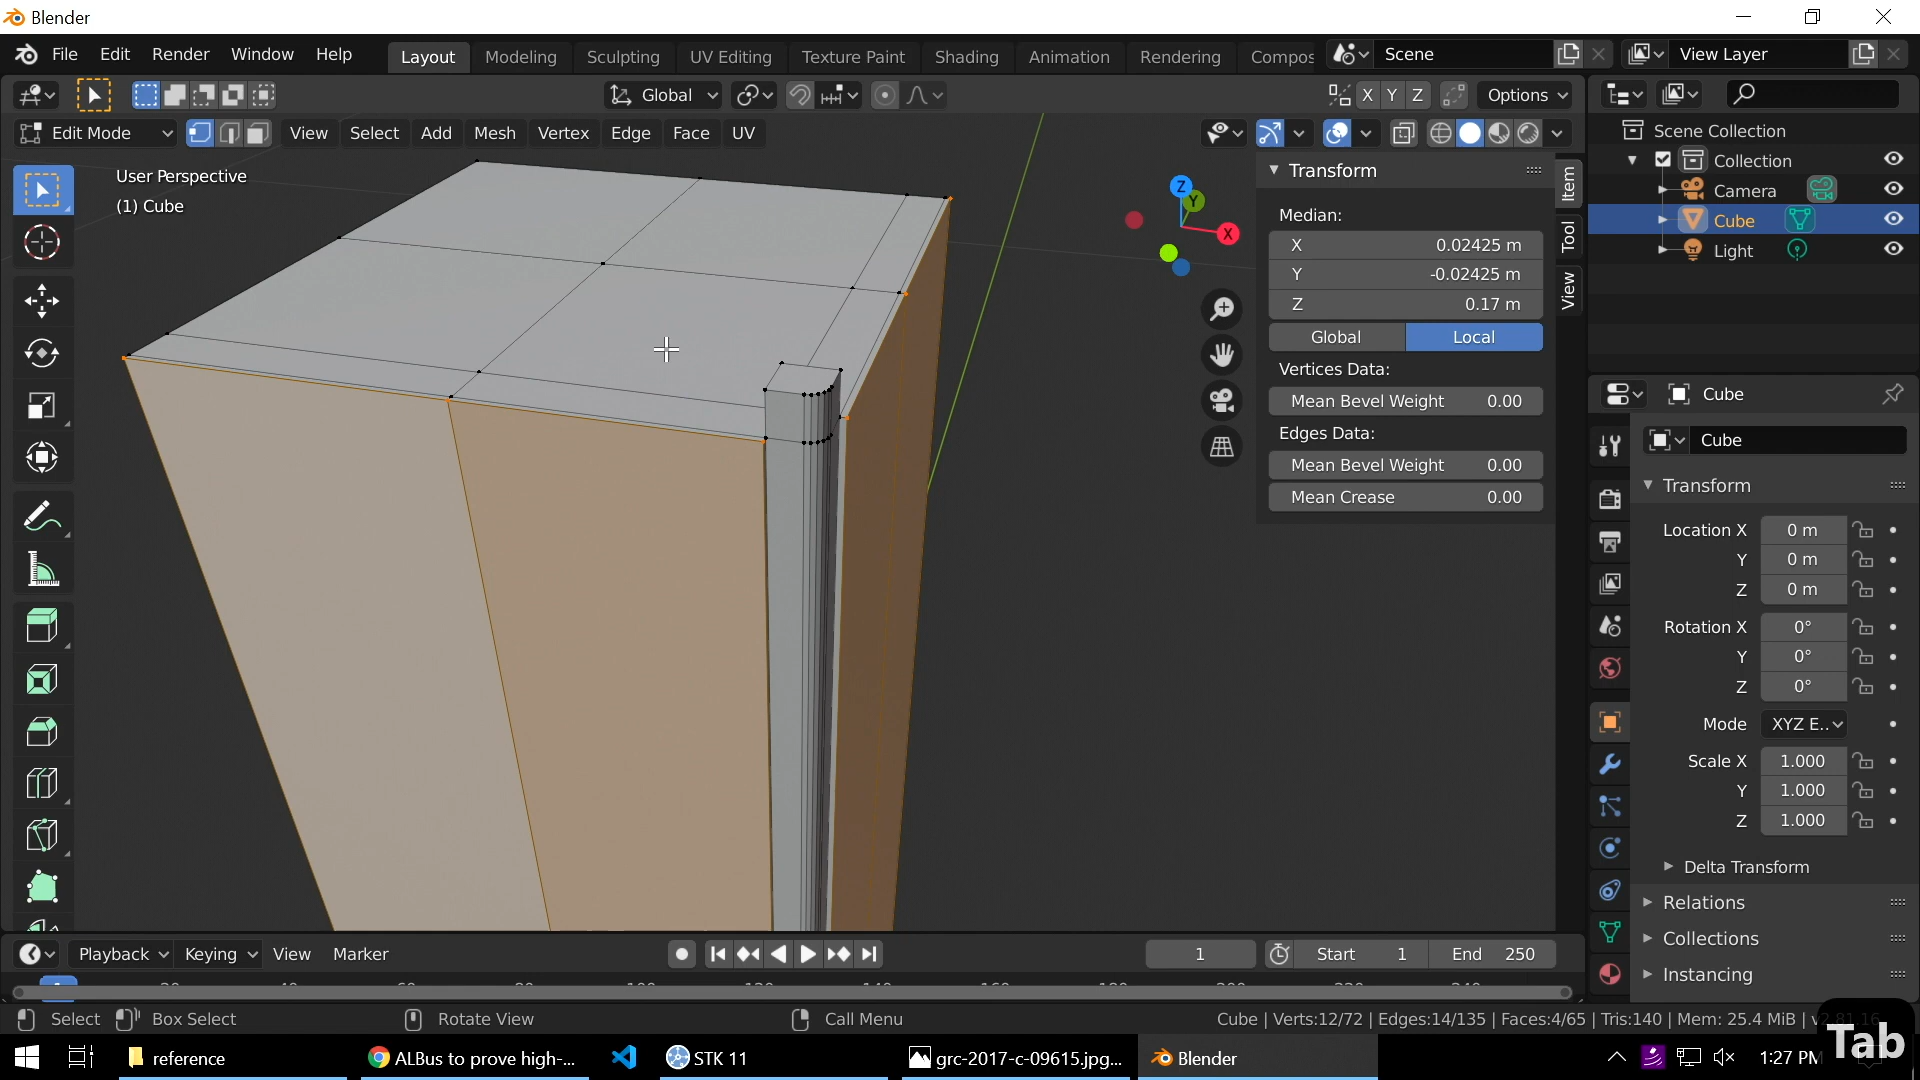 Blender
File Edit Render Window Help Layout Modeling Sculpting UV Editing Texture Paint Shading Animation Rendering Compos Scene View Layer
Global X Y Z Options
Edit Mode View Select Add Mesh Vertex Edge Face UV
User Perspective
(1) Cube
Z
Y
X
Transform
Median:
X 0.02425 m
Y -0.02425 m
Z 0.17 m
Global Local
Vertices Data:
Mean Bevel Weight 0.00
Edges Data:
Mean Bevel Weight 0.00
Mean Crease 0.00
Item
Tool
View
Scene Collection
Collection
Camera
Cube
Light
Cube
Cube
Transform
Location X 0 m
Y 0 m
Z 0 m
Rotation X 0°
Y 0°
Z 0°
Mode XYZ E..
Scale X 1.000
Y 1.000
Z 1.000
Delta Transform
Relations
Collections
Instancing
Playback Keying View Marker 1 Start 1 End 250
Select Box Select Rotate View Call Menu Cube | Verts:12/72 | Edges:14/135 | Faces:4/65 | Tris:140 | Mem: 25.4 MiB | v2.81.16
Tab
reference ALBus to prove high-... STK 11 grc-2017-c-09615.jpg... Blender 1:27 PM